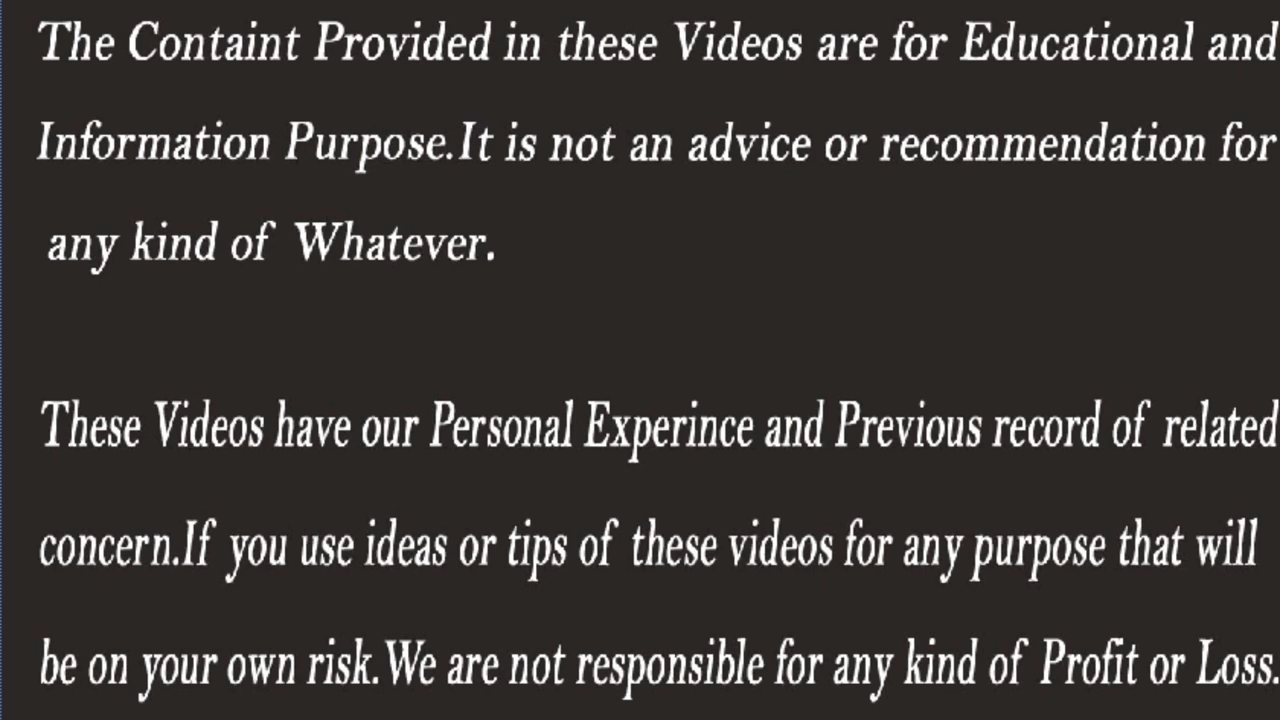 The Containt Provided in these Videos are for Educational and
Information Purpose.It is not an advice or recommendation for
any kind of Whatever.
These Videos have our Personal Experince and Previous record of related
concern.If you use ideas or tips of these videos for any purpose that will
be on your own risk.We are not responsible for any kind of Profit or Loss.